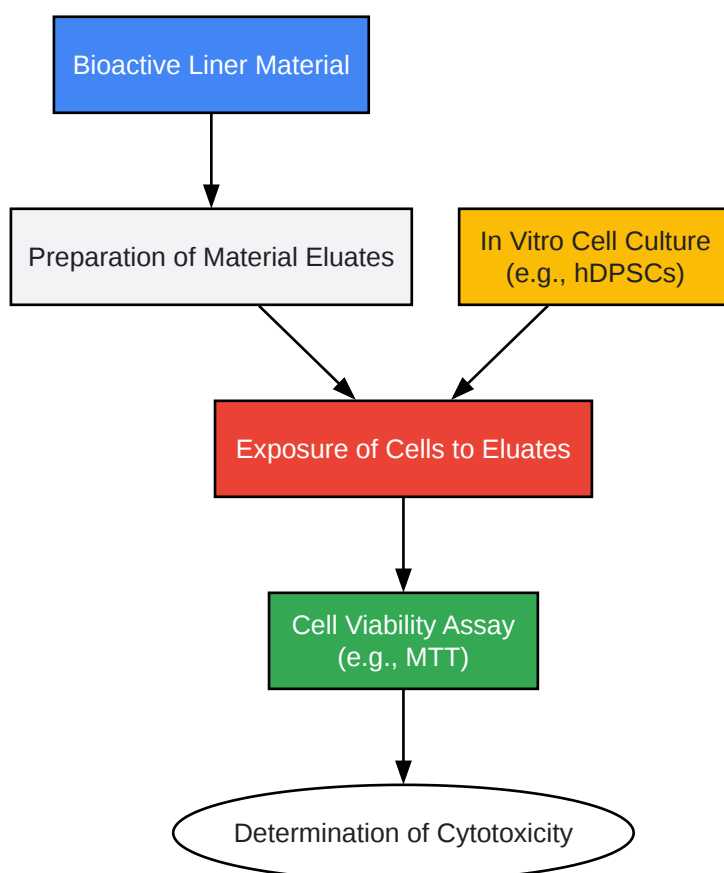 Bioactive Liner Material
Preparation of Material Eluates
In Vitro Cell Culture
(e.g., hDPSCs)
Exposure of Cells to Eluates
Cell Viability Assay
(e.g., MTT)
Determination of Cytotoxicity